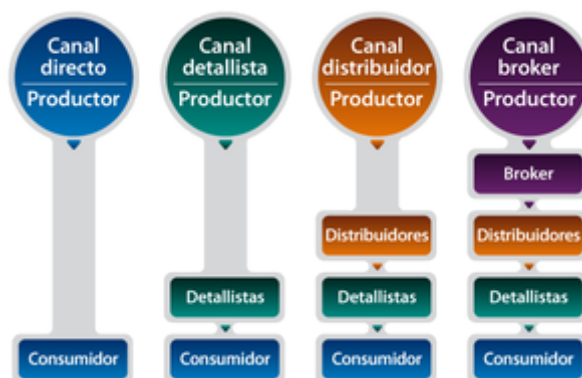 Canal
directo
Productor
Consumidor
Canal
detallista
Productor
Detallistas
Consumidor
Canal
distribuidor
Productor
Distribuidores
Detallistas
Consumidor
Canal
broker
Productor
Broker
Distribuidores
Detallistas
Consumidor